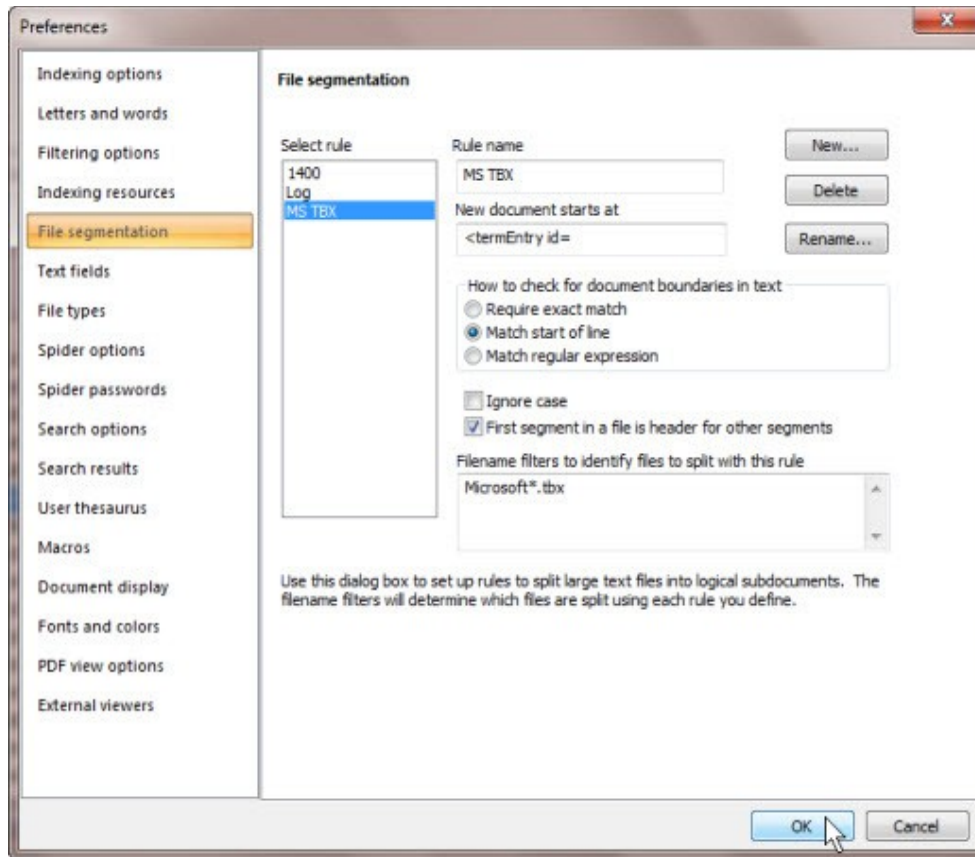 Preferences
Indexing options
Letters and words
Filtering options
Indexing resources
File segmentation
Text fields
File types
Spider options
Spider passwords
Search options
Search results
User thesaurus
Macros
Document display
Fonts and colors
PDF view options
External viewers
File segmentation
Select rule
1400
Log
MS TBX
Rule name
MS TBX
New document starts at
<termEntry id=
New...
Delete
Rename...
How to check for document boundaries in text
Require exact match
Match start of line
Match regular expression
Ignore case
First segment in a file is header for other segments
Filename filters to identify files to split with this rule
Microsoft*.tbx
Use this dialog box to set up rules to split large text files into logical subdocuments. The
filename filters will determine which files are split using each rule you define.
OK
Cancel